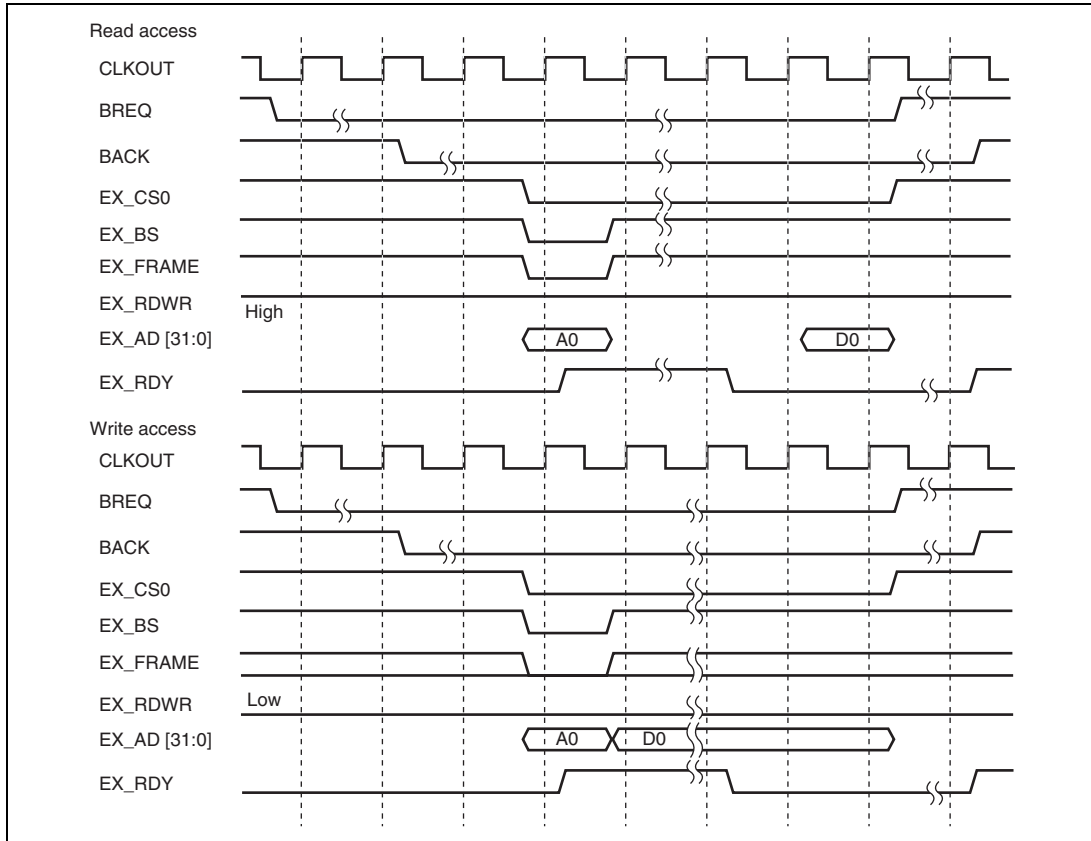 Read access
CLKOUT
BREQ
BACK
EX_CS0
EX_BS
EX_FRAME
EX_RDWR
High
EX_AD [31:0]
A0
D0
EX_RDY
Write access
CLKOUT
BREQ
BACK
EX_CS0
EX_BS
EX_FRAME
EX_RDWR
Low
EX_AD [31:0]
A0
D0
EX_RDY